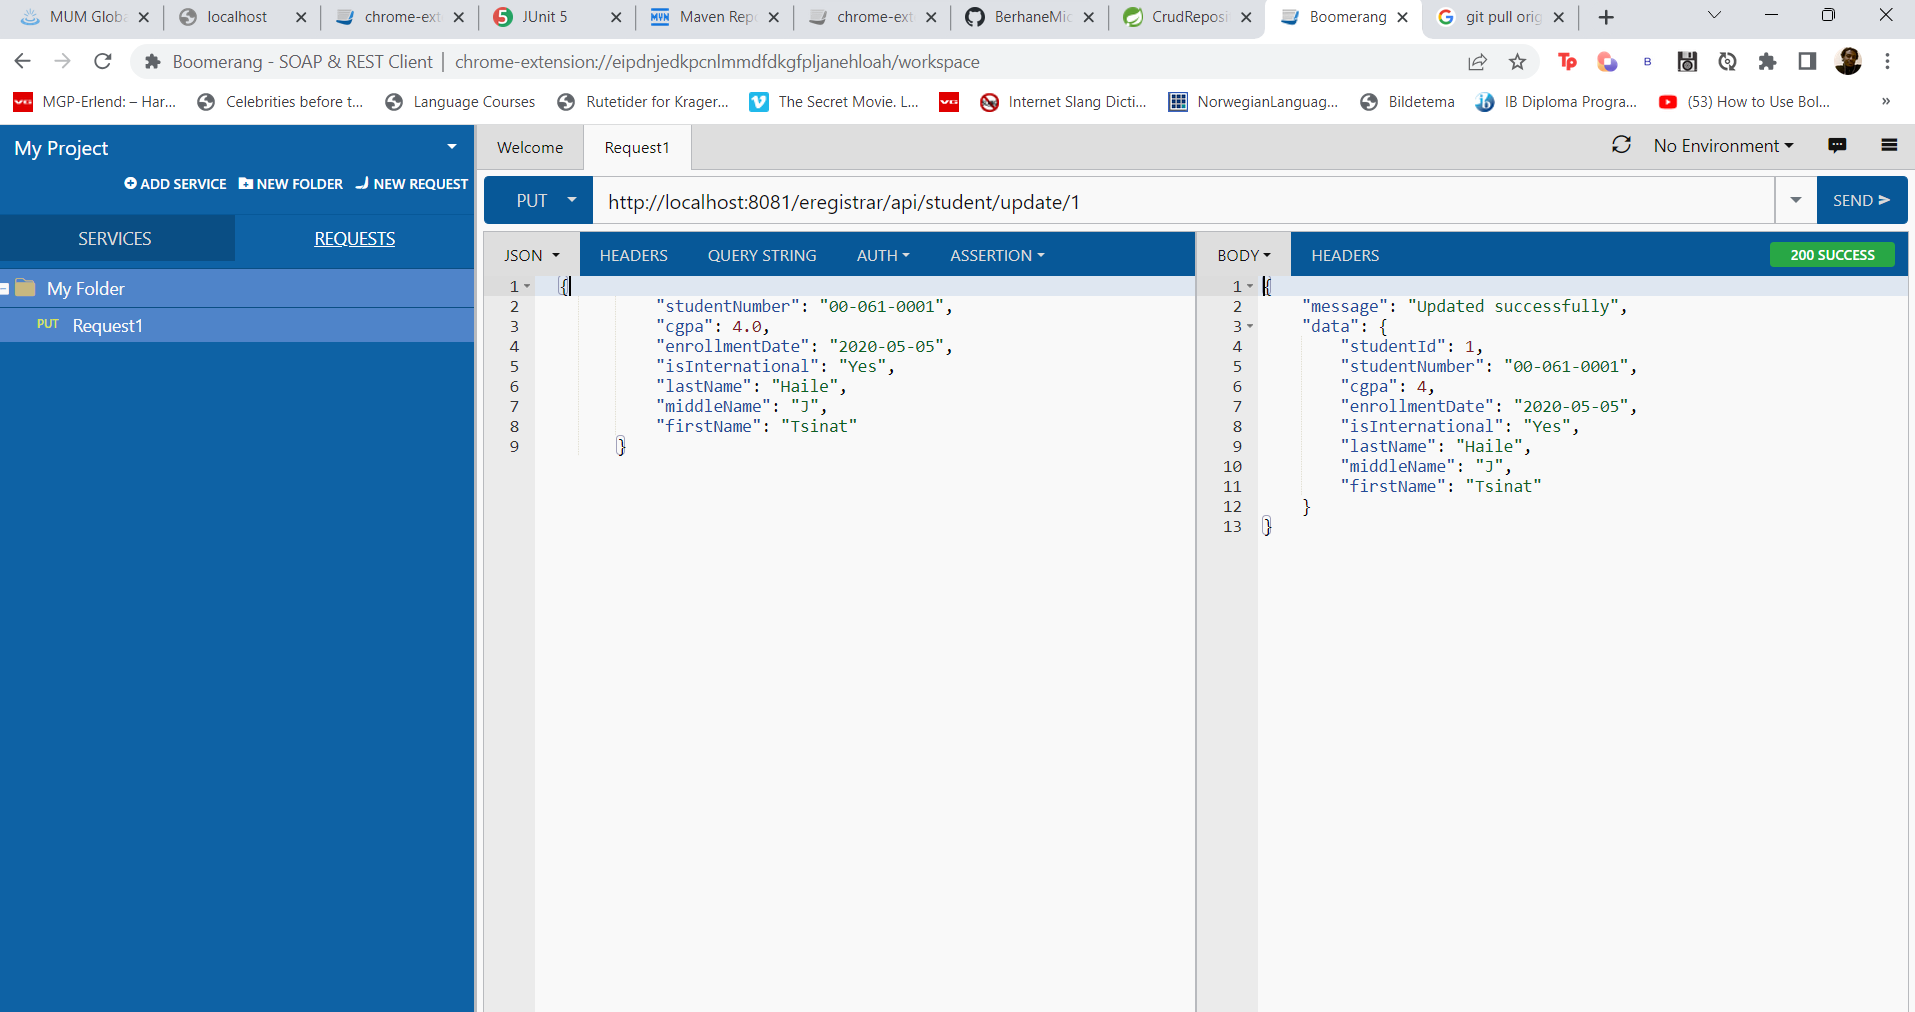 MUM Globa
localhost
chrome-ext
JUnit 5
Maven Rep
chrome-ext
BerhaneMic
CrudReposi
Boomerang
git pull orig
Boomerang - SOAP & REST Client | chrome-extension://eipdnjedkpcnlmmdfdkgfpljanehloah/workspace
MGP-Erlend: – Har...
Celebrities before t...
Language Courses
Rutetider for Krager...
The Secret Movie. L...
Internet Slang Dicti...
NorwegianLanguag...
Bildetema
IB Diploma Progra...
(53) How to Use Bol...
»
My Project
ADD SERVICE NEW FOLDER NEW REQUEST
SERVICES REQUESTS
My Folder
PUT Request1
Welcome Request1
No Environment
PUT http://localhost:8081/eregistrar/api/student/update/1 SEND
JSON HEADERS QUERY STRING AUTH ASSERTION
1 {
2 "studentNumber": "00-061-0001",
3 "cgpa": 4.0,
4 "enrollmentDate": "2020-05-05",
5 "isInternational": "Yes",
6 "lastName": "Haile",
7 "middleName": "J",
8 "firstName": "Tsinat"
9 }
BODY HEADERS 200 SUCCESS
1 {
2 "message": "Updated successfully",
3 "data": {
4 "studentId": 1,
5 "studentNumber": "00-061-0001",
6 "cgpa": 4,
7 "enrollmentDate": "2020-05-05",
8 "isInternational": "Yes",
9 "lastName": "Haile",
10 "middleName": "J",
11 "firstName": "Tsinat"
12 }
13 }